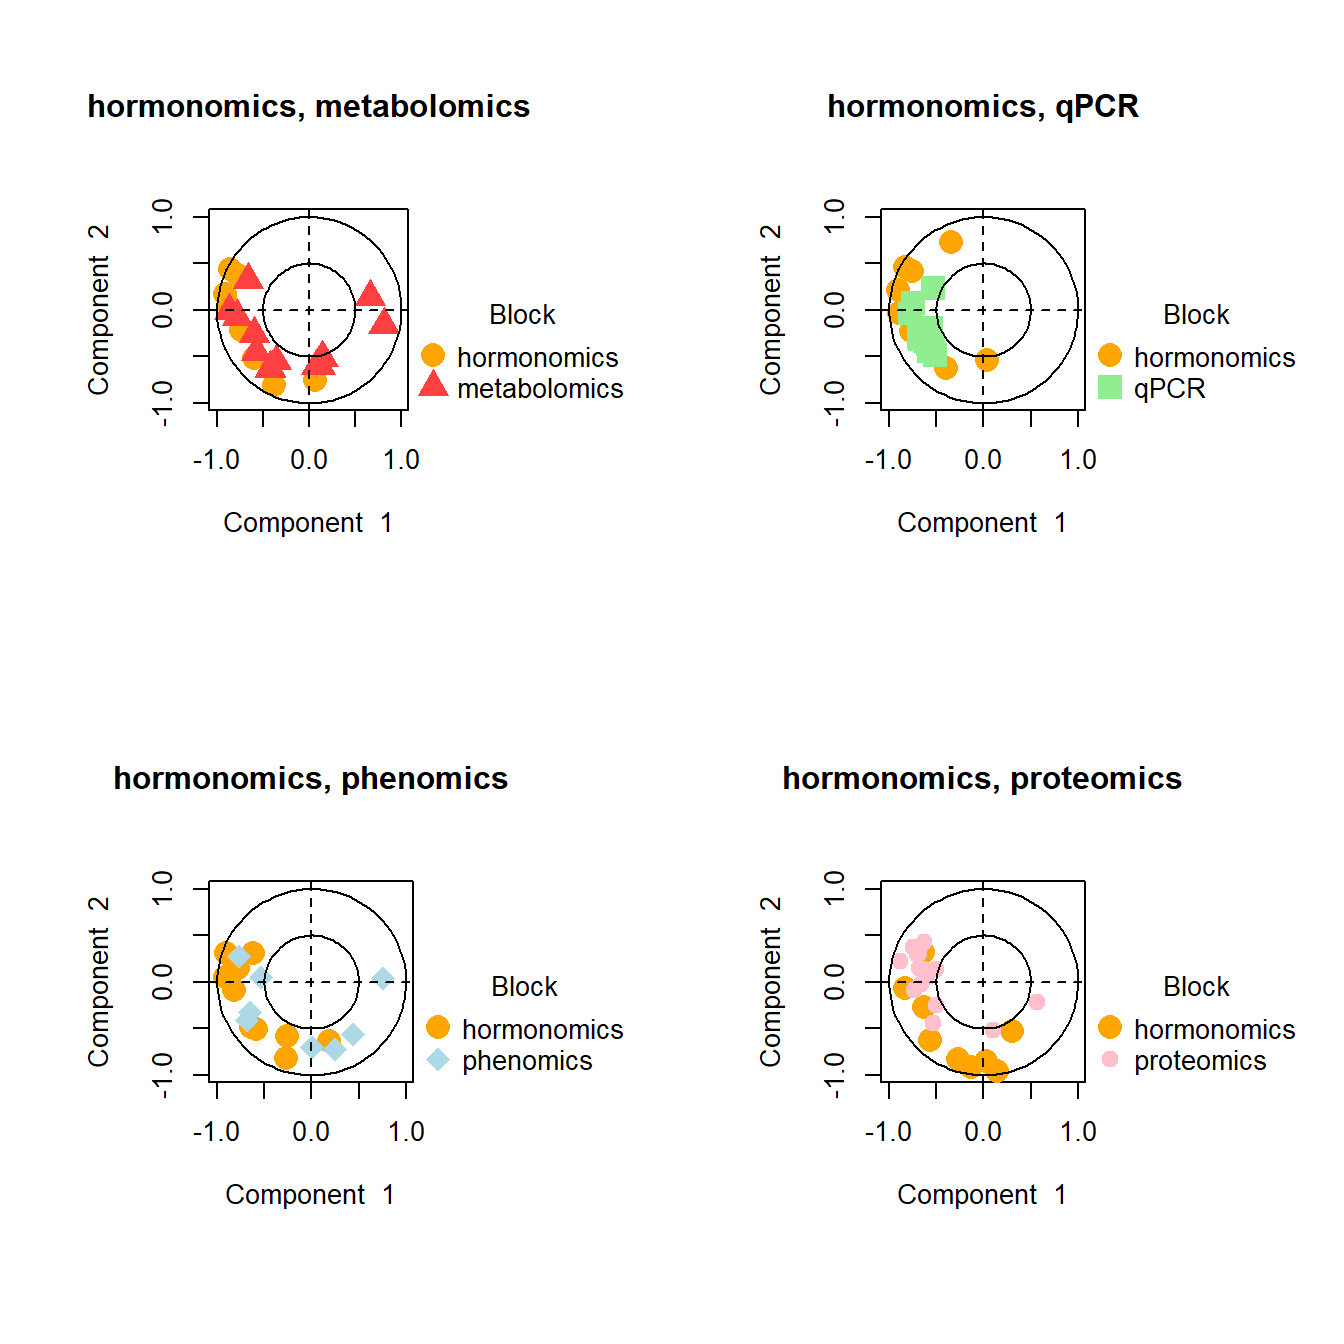 hormonomics, metabolomics
Component 2
1.0
0.0
-1.0
-1.0 0.0 1.0
Component 1
Block
hormonomics
metabolomics
hormonomics, qPCR
Component 2
1.0
0.0
-1.0
-1.0 0.0 1.0
Component 1
Block
hormonomics
qPCR
hormonomics, phenomics
Component 2
1.0
0.0
-1.0
-1.0 0.0 1.0
Component 1
Block
hormonomics
phenomics
hormonomics, proteomics
Component 2
1.0
0.0
-1.0
-1.0 0.0 1.0
Component 1
Block
hormonomics
proteomics